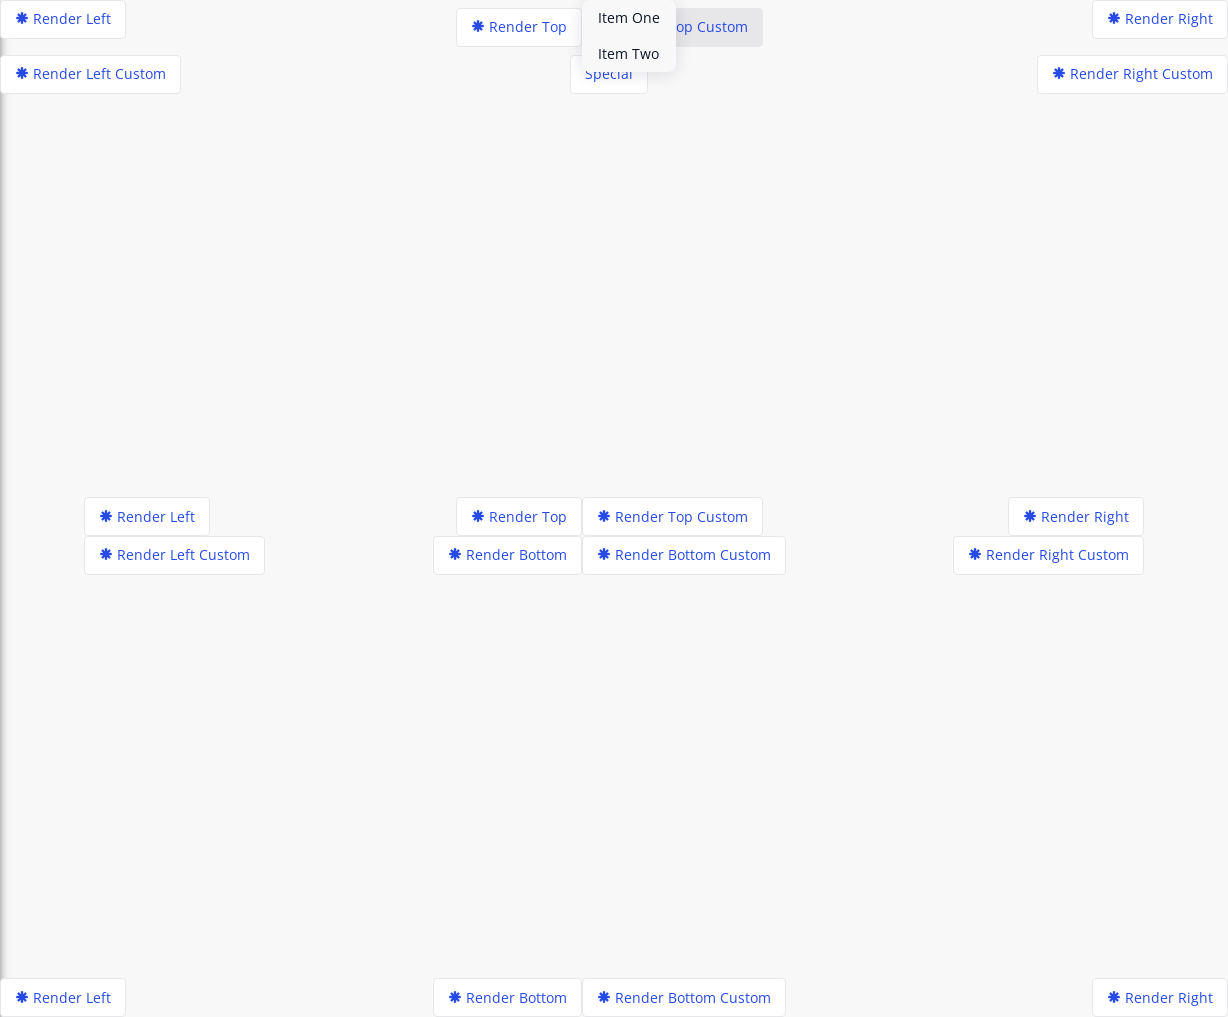 Render Left
Render Top
Item One
op Custom
Render Right
Item Two
Render Left Custom
Special
Render Right Custom
Render Left
Render Top
Render Top Custom
Render Right
Render Left Custom
Render Bottom
Render Bottom Custom
Render Right Custom
Render Left
Render Bottom
Render Bottom Custom
Render Right